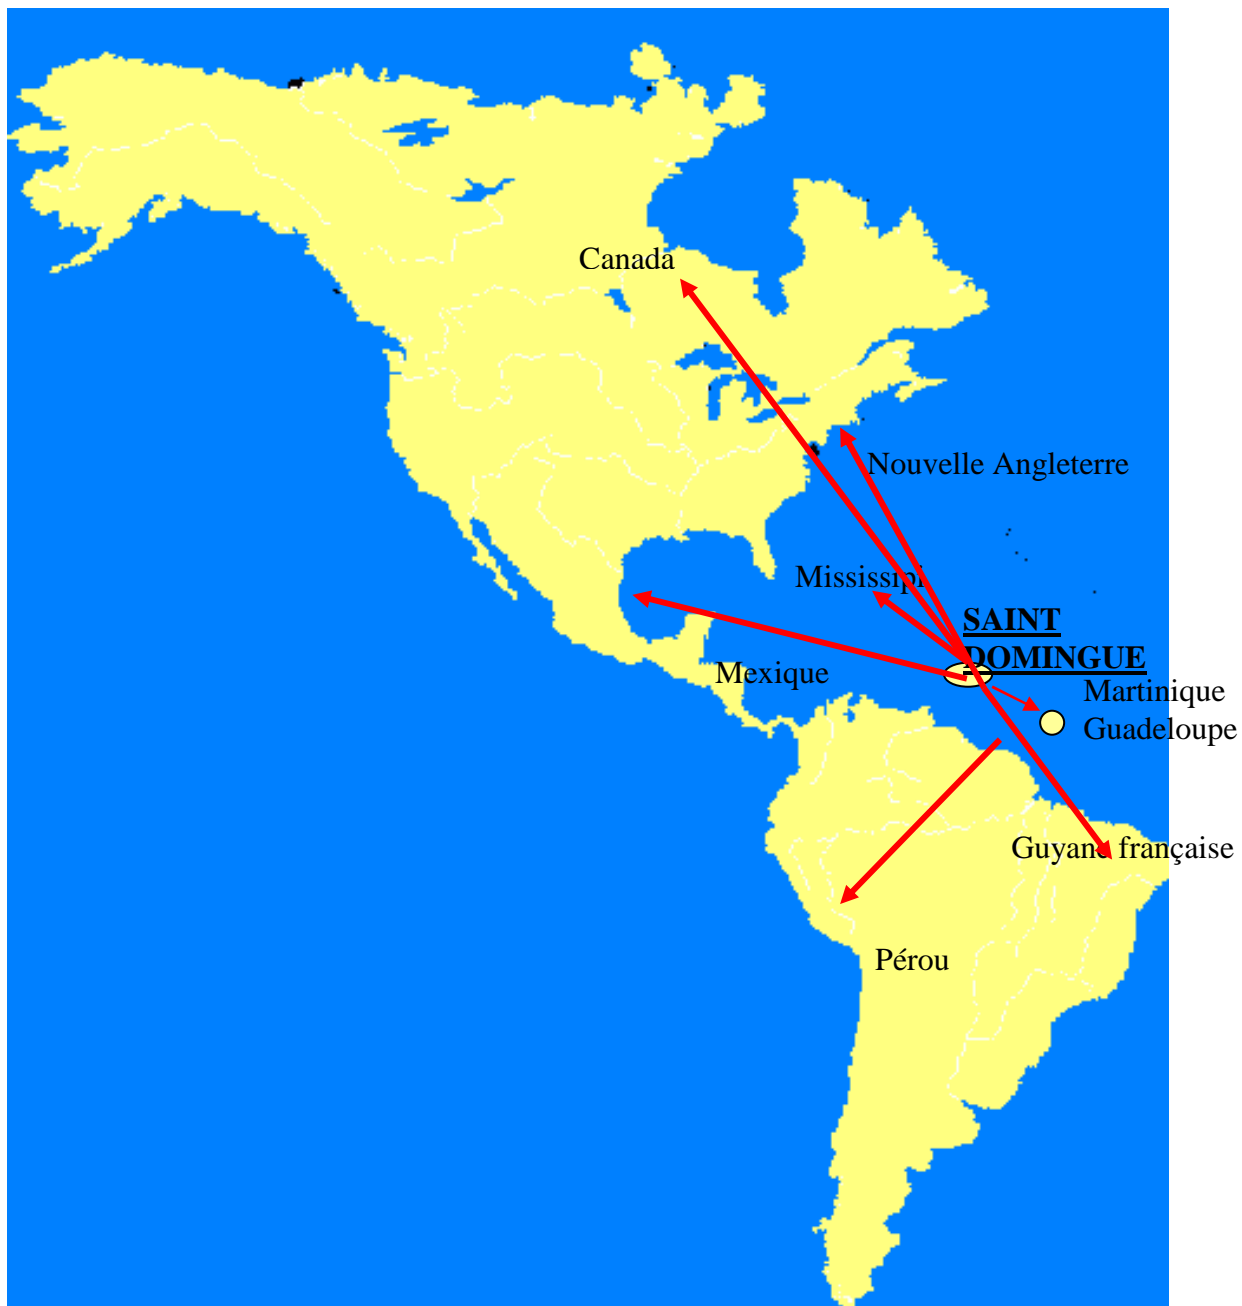 Canada
Nouvelle Angleterre
Mississipi
SAINT
DOMINGUE
Mexique
Martinique
Guadeloupe
Guyane française
Pérou